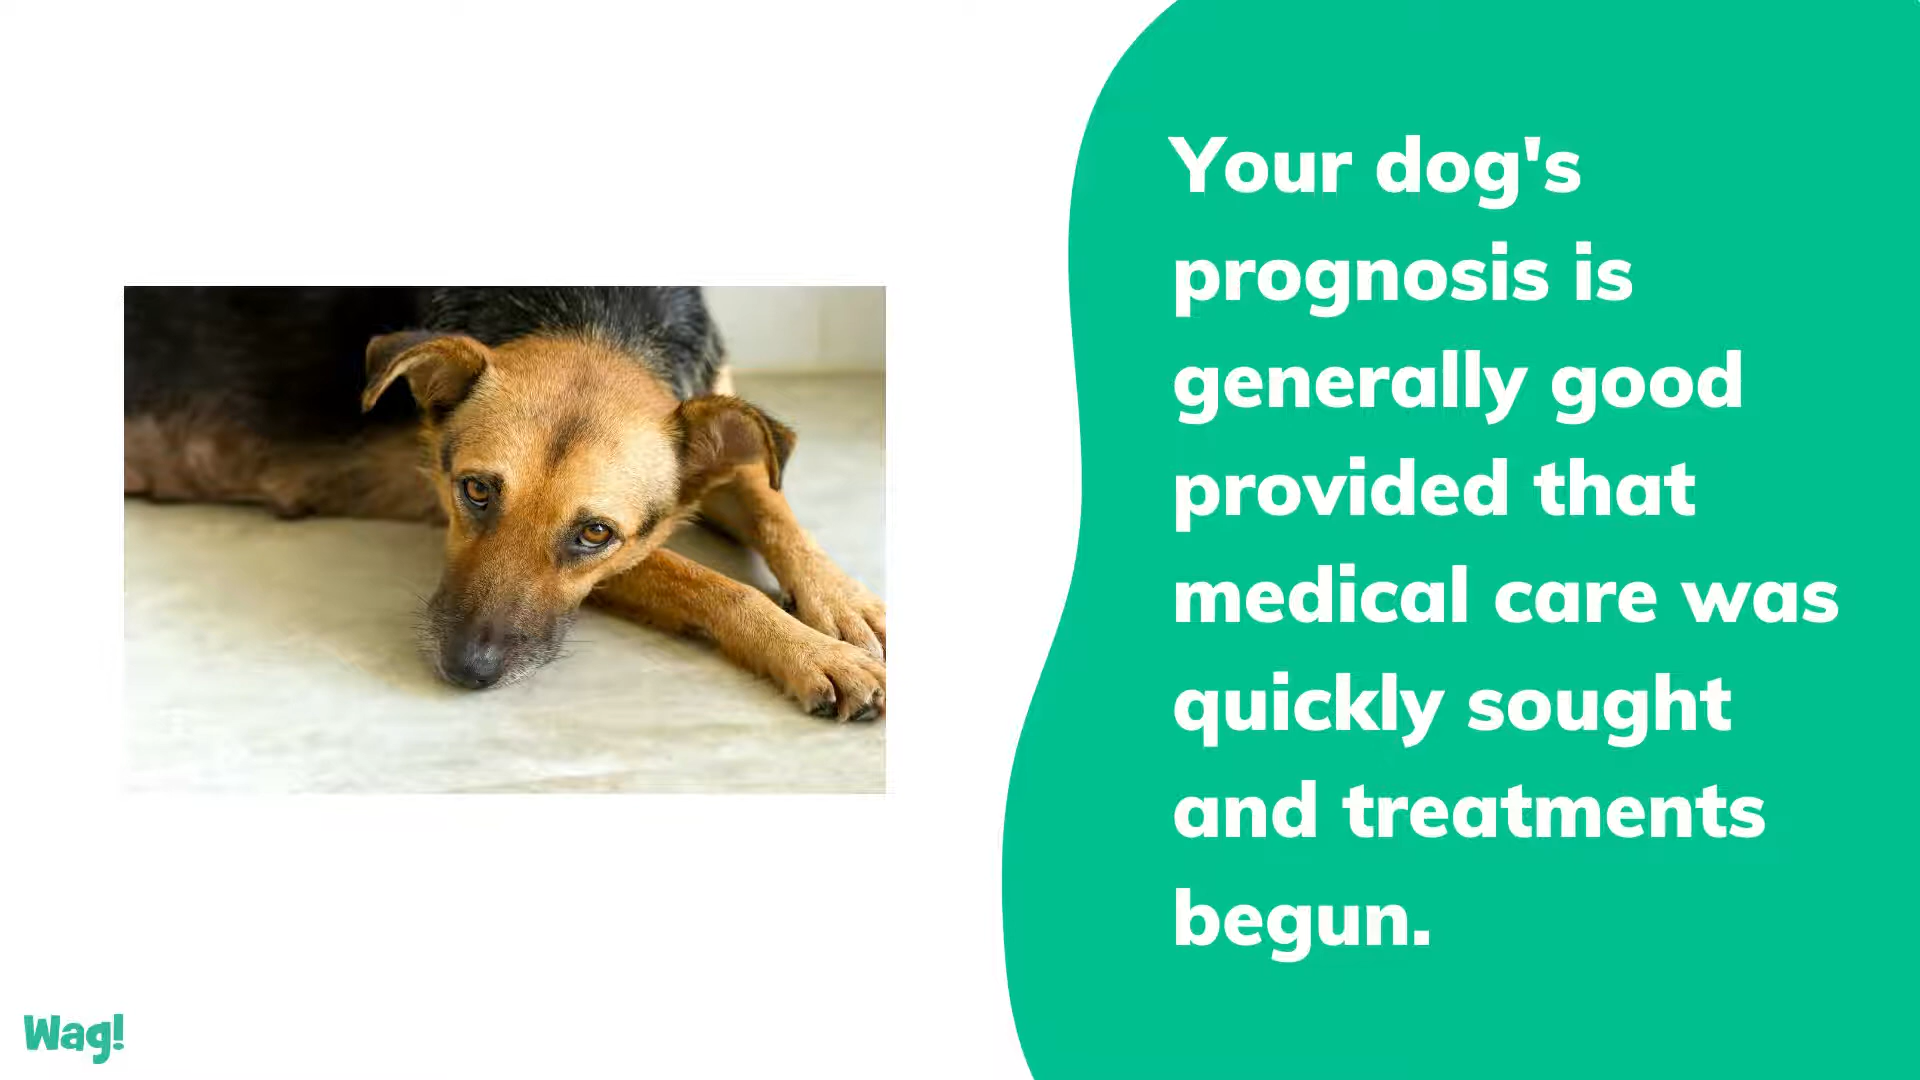 Your dog's
prognosis is
generally good
provided that
medical care was
quickly sought
and treatments
begun.
Wag!